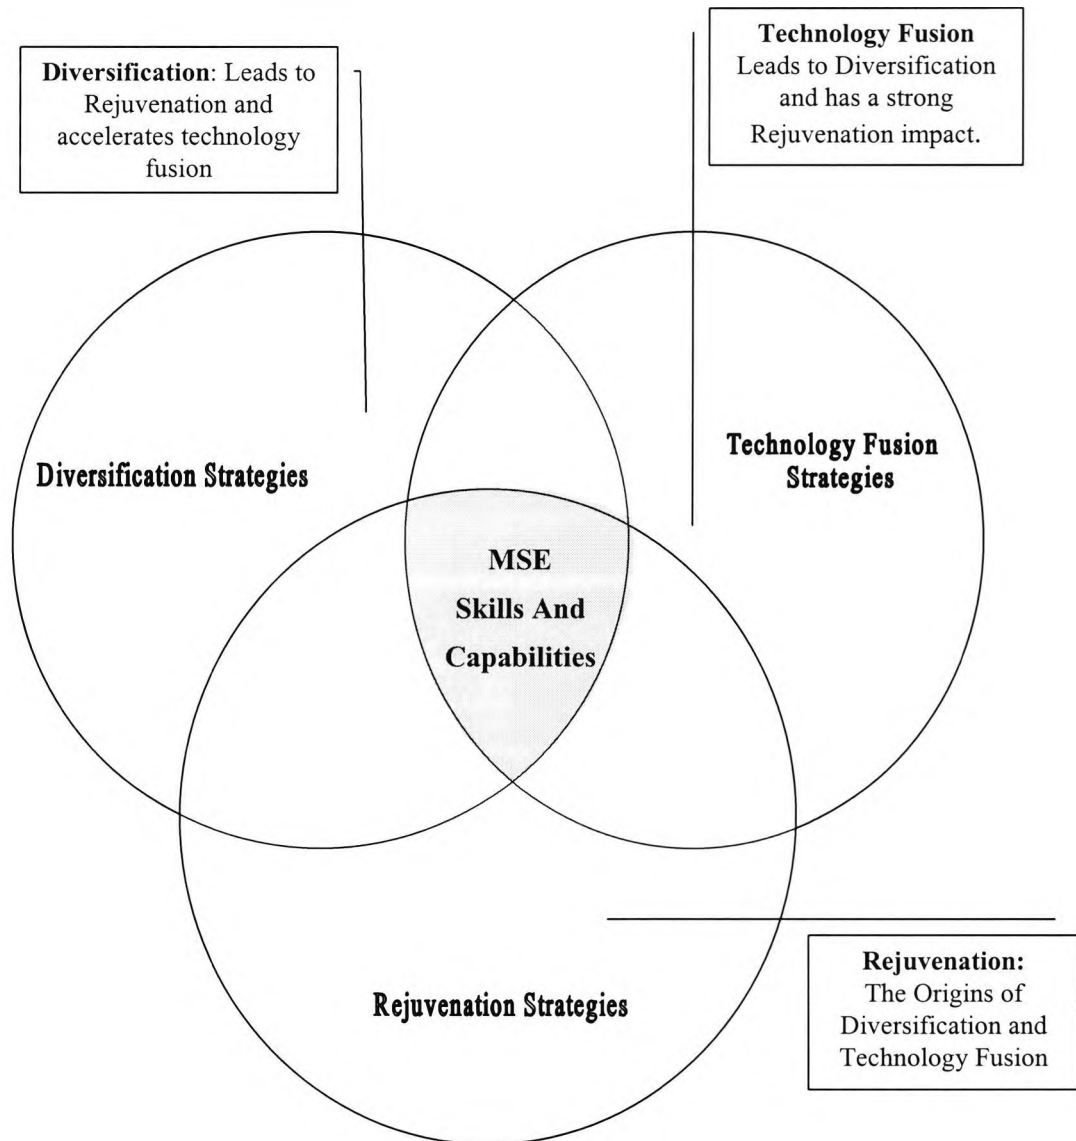 Diversification: Leads to
Rejuvenation and
accelerates technology
fusion
Technology Fusion
Leads to Diversification
and has a strong
Rejuvenation impact.
Diversification Strategies
Technology Fusion
Strategies
MSE
Skills And
Capabilities
Rejuvenation Strategies
Rejuvenation:
The Origins of
Diversification and
Technology Fusion